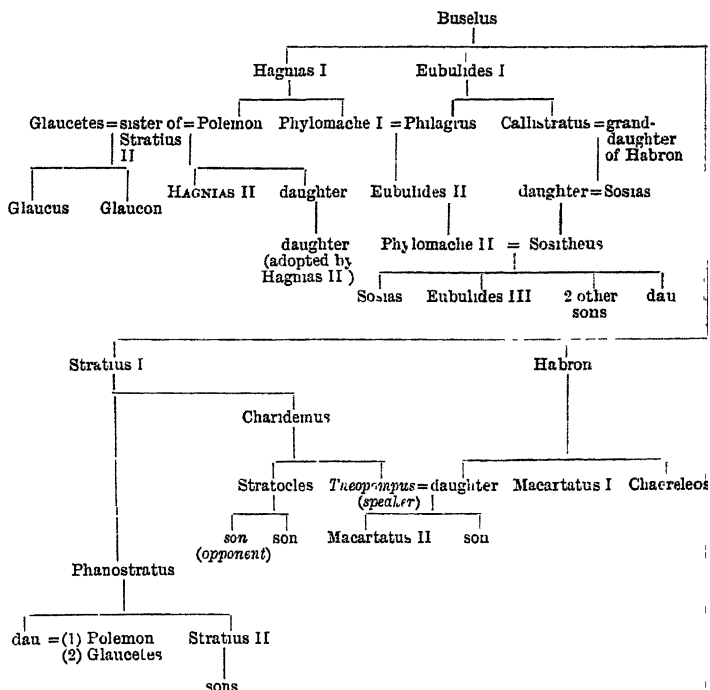 Buselus
Hagnias I Eubulides I
Glaucetes = sister of = Polemon Phylomache I = Philagrus Callistratus = grand-
Stratius daughter
II of Habron
HAGNIAS II daughter Eubulides II daughter = Sosias
Glaucus Glaucon
daughter Phylomache II = Sositheus
(adopted by
Hagnias II)
Sosias Eubulides III 2 other dau
sons
Stratius I Habron
Charidemus
Stratocles Theopompus = daughter Macartatus I Chaereleos
(speaker)
son son Macartatus II son
(opponent)
Phanostratus
dau = (1) Polemon Stratius II
(2) Glaucetes
sons